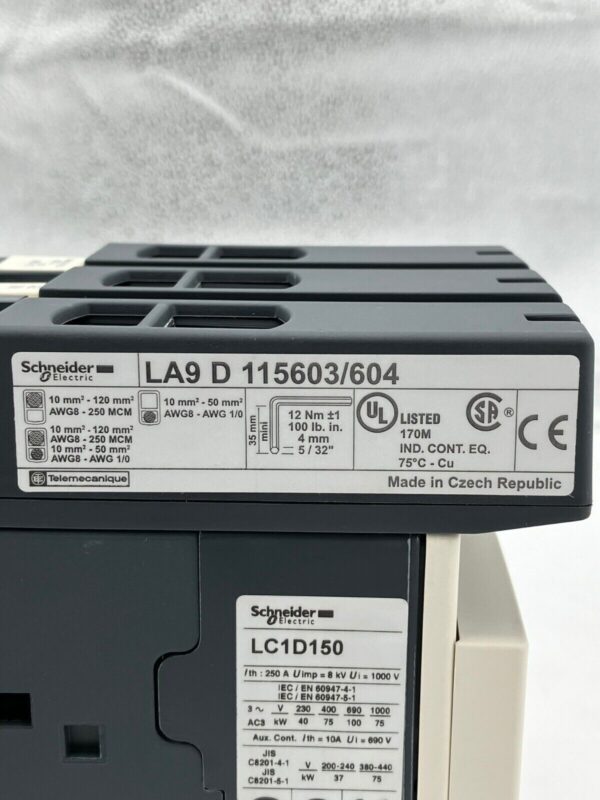 Schneider
Electric
LA9 D 115603/604
10 mm² - 120 mm²
AWG8 - 250 MCM
10 mm² - 50 mm²
AWG8 - AWG 1/0
10 mm² - 120 mm²
AWG8 - 250 MCM
10 mm² - 50 mm²
AWG8 - AWG 1/0
35 mm
mini
12 Nm ±1
100 lb. in.
4 mm
5 / 32"
UL LISTED
170M
IND. CONT. EQ.
75°C - Cu
SA ®
CE
Telemecanique
Made in Czech Republic
Schneider
Electric
LC1D150
Ith : 250 A Uimp = 8 kV Ui = 1000 V
IEC / EN 60947-4-1
IEC / EN 60947-5-1
3 ~ V 230 400 690 1000
AC3 kW 40 75 100 75
Aux. Cont. Ith = 10A Ui = 690 V
JIS
C8201-4-1
JIS
C8201-5-1
V 200-240 380-440
kW 37 75